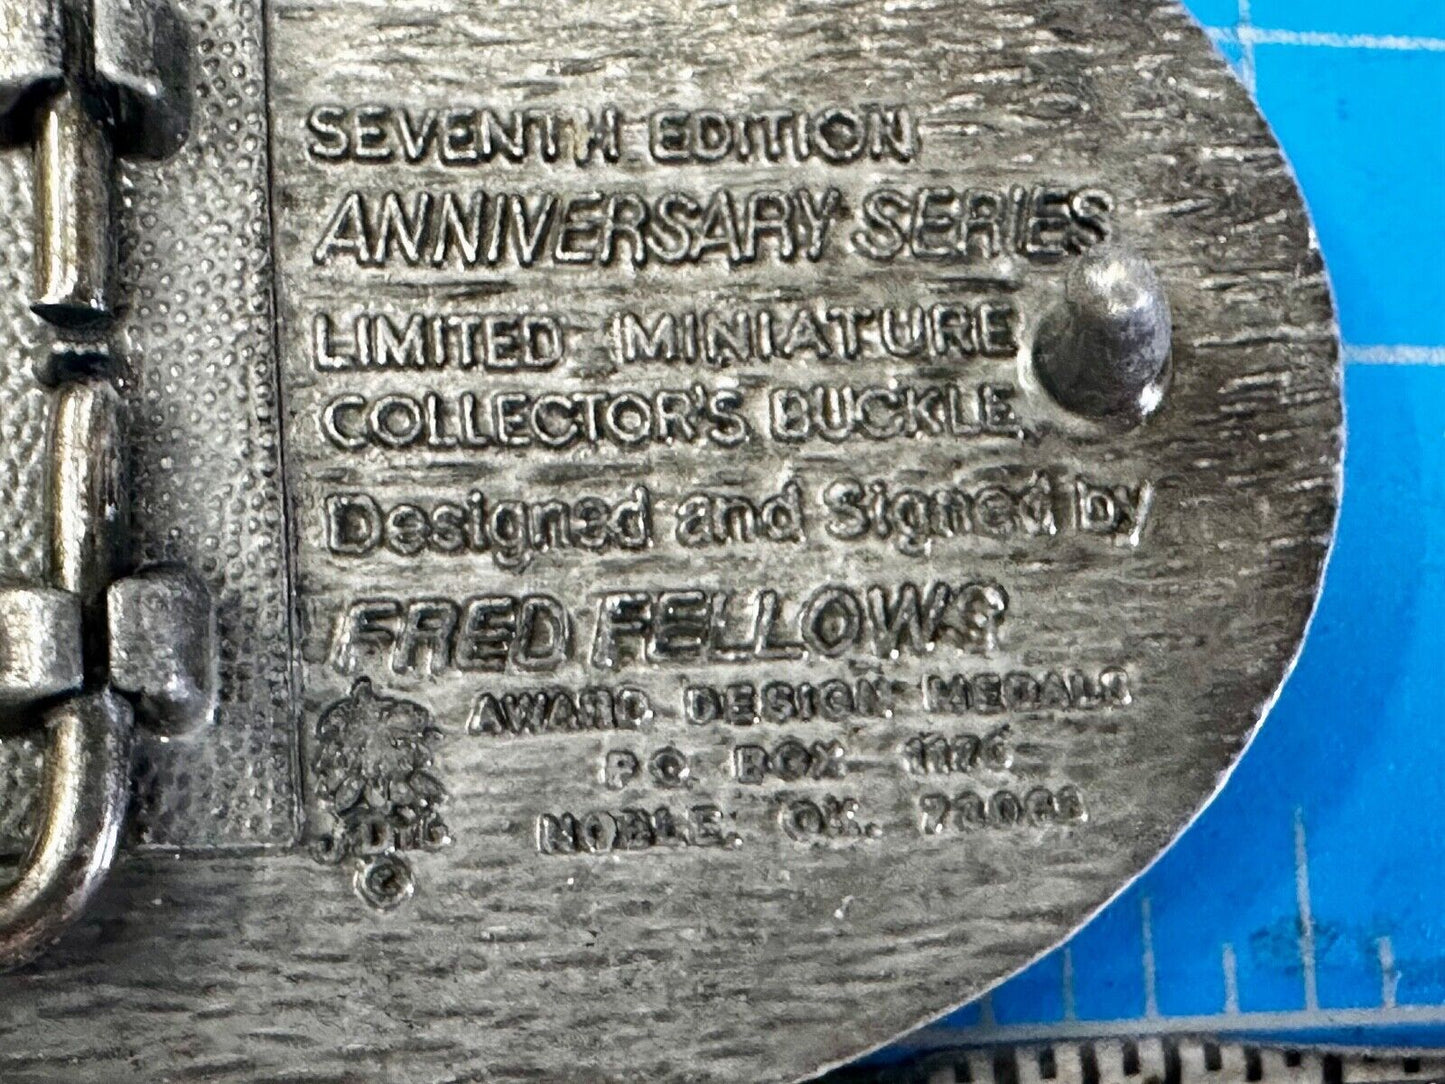 SEVENTH EDITION
ANNIVERSARY SERIES
LIMITED MINIATURE
COLLECTOR'S BUCKLE
Designed and Signed by
FRED FELLOWS
AWARD DESIGN MEDALS
P.O. BOX
NOBLE, OK. 73068